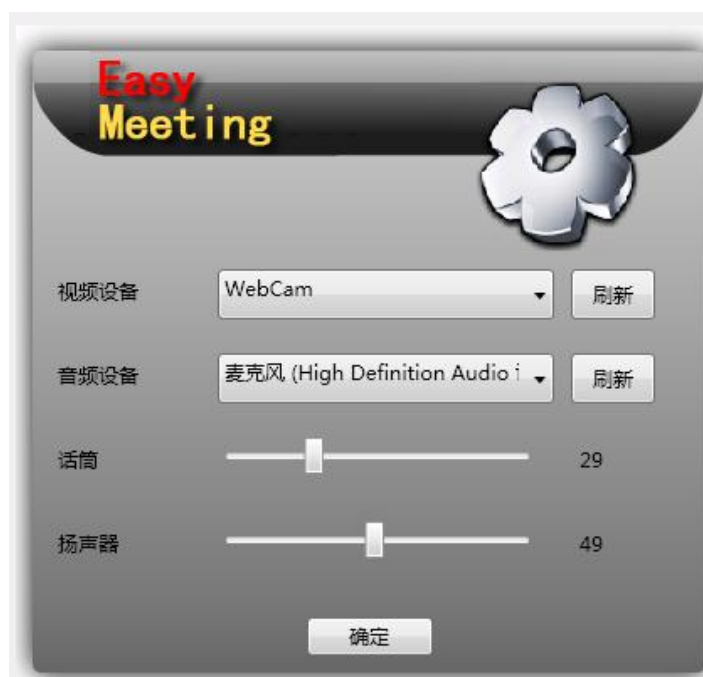 Easy
Meeting
视频设备 WebCam 刷新
音频设备 麦克风 (High Definition Audio 刷新
话筒 29
扬声器 49
确定